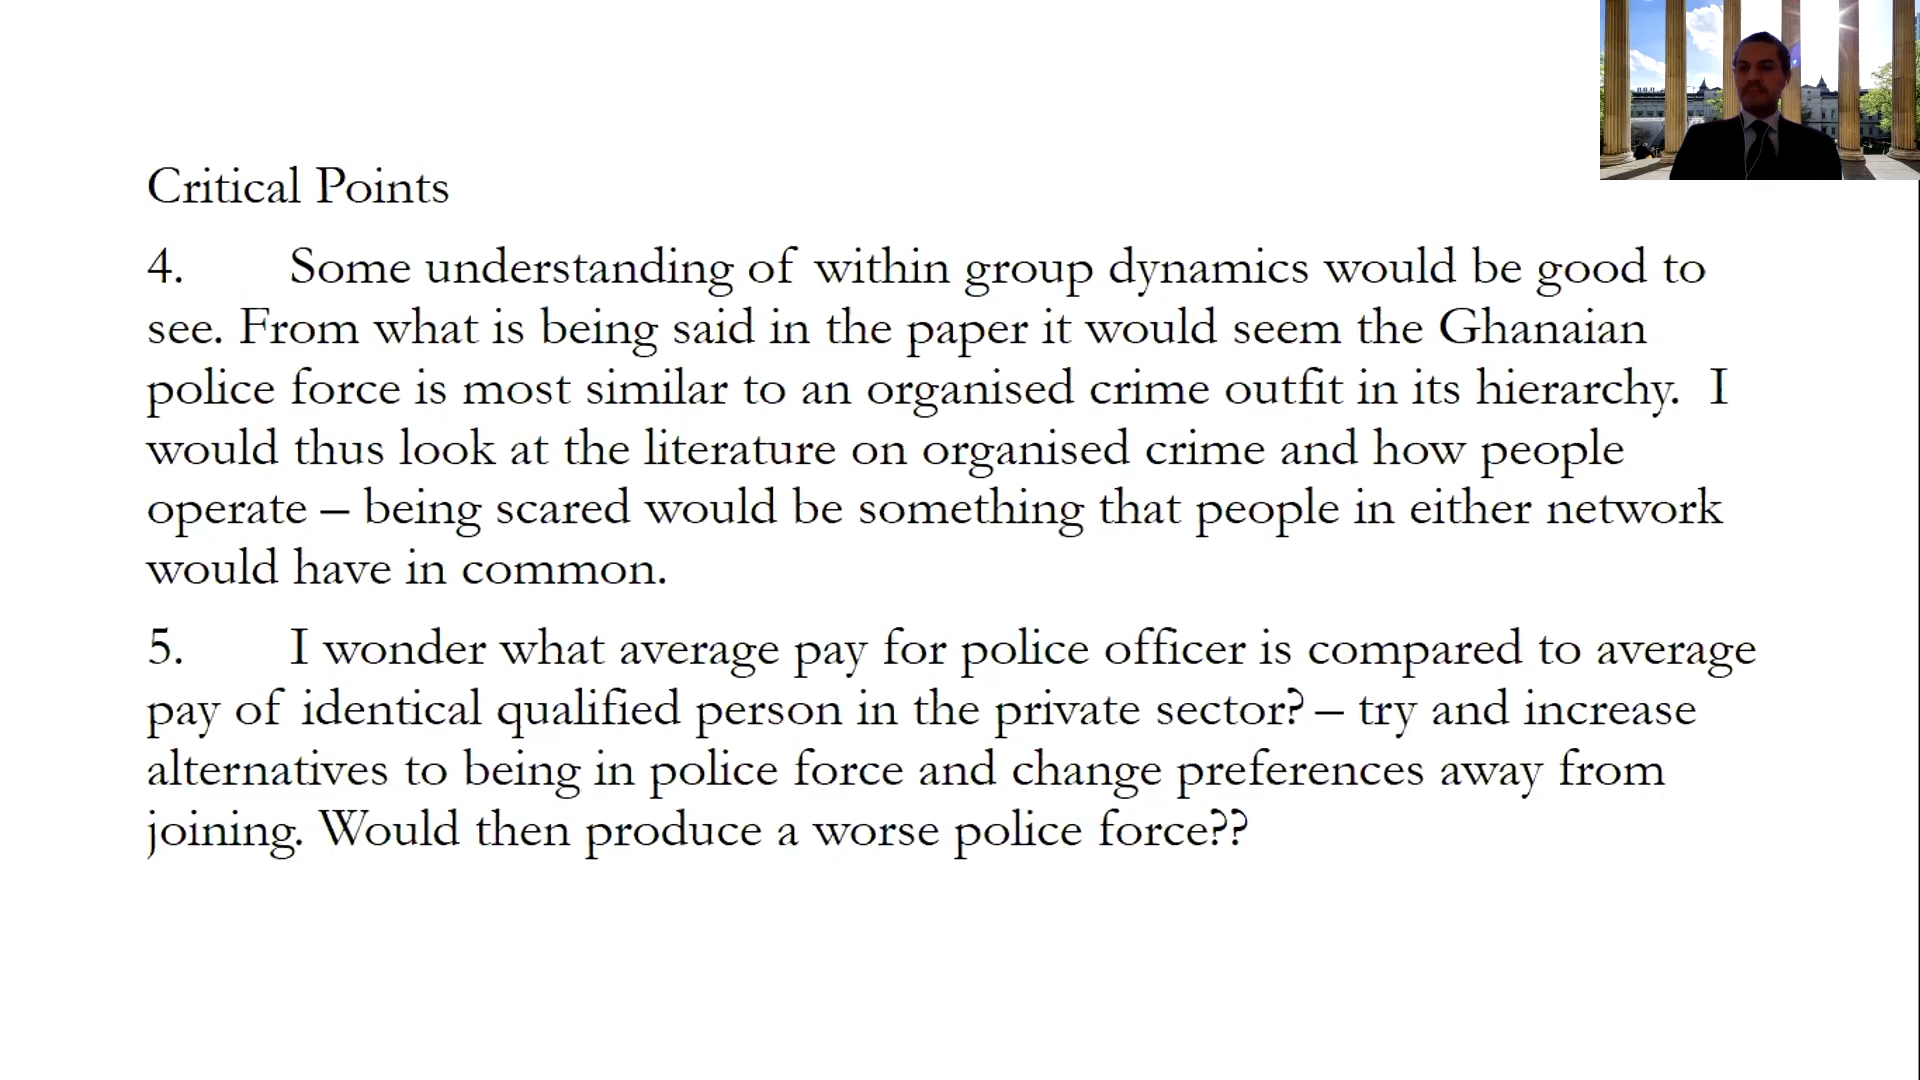 Critical Points
4. Some understanding of within group dynamics would be good to
see. From what is being said in the paper it would seem the Ghanaian
police force is most similar to an organised crime outfit in its hierarchy. I
would thus look at the literature on organised crime and how people
operate – being scared would be something that people in either network
would have in common.
5. I wonder what average pay for police officer is compared to average
pay of identical qualified person in the private sector? – try and increase
alternatives to being in police force and change preferences away from
joining. Would then produce a worse police force??